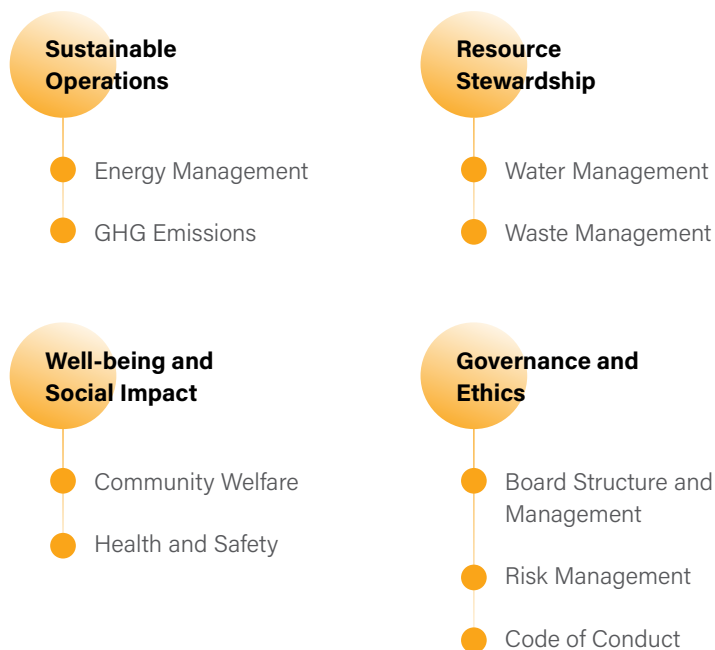 Sustainable
Operations
Energy Management
GHG Emissions
Resource
Stewardship
Water Management
Waste Management
Well-being and
Social Impact
Community Welfare
Health and Safety
Governance and
Ethics
Board Structure and
Management
Risk Management
Code of Conduct